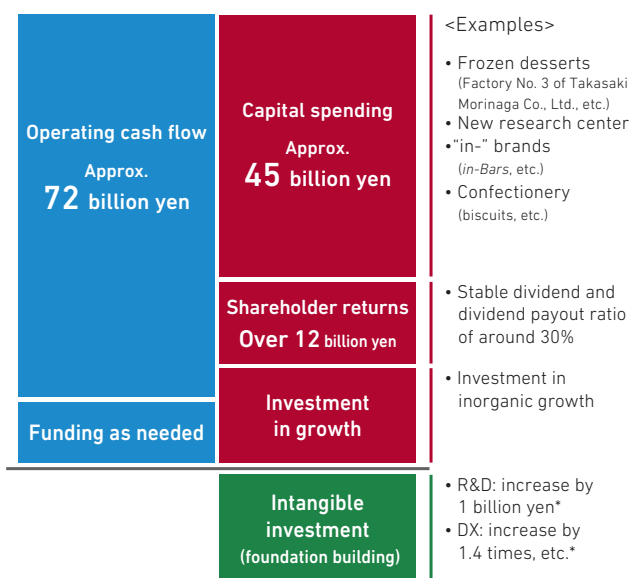 Operating cash flow
Approx.
72 billion yen
Funding as needed
Capital spending
Approx.
45 billion yen
Shareholder returns
Over 12 billion yen
Investment
in growth
Intangible
investment
(foundation building)
<Examples>
• Frozen desserts
(Factory No. 3 of Takasaki
Morinaga Co., Ltd., etc.)
• New research center
•“in-” brands
(in-Bars, etc.)
• Confectionery
(biscuits, etc.)
• Stable dividend and
dividend payout ratio
of around 30%
• Investment in
inorganic growth
• R&D: increase by
1 billion yen*
• DX: increase by
1.4 times, etc.*